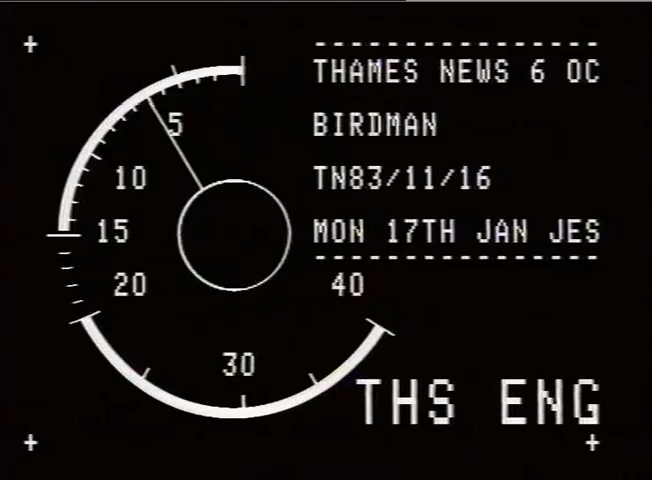 THAMES NEWS 6 OC
BIRDMAN
TN83/11/16
MON 17TH JAN JES
5
10
15
20
30
40
THS ENG